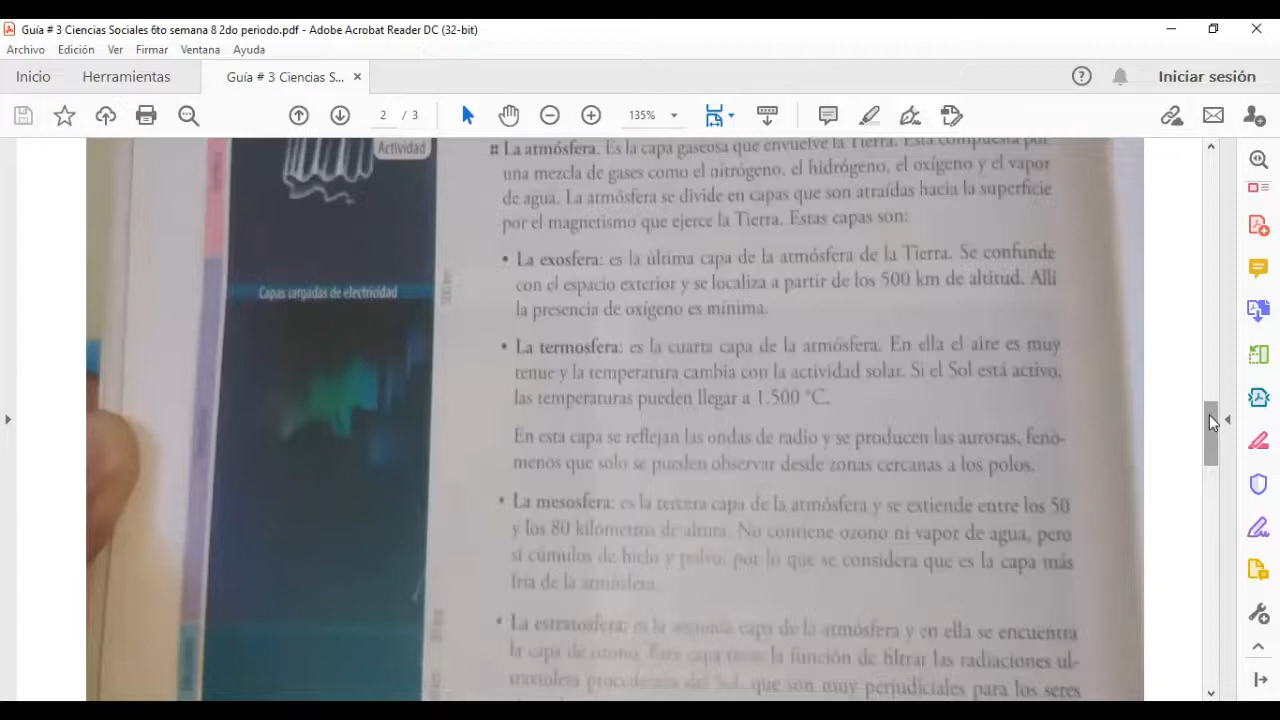 Guía # 3 Ciencias Sociales 6to semana 8 2do periodo.pdf - Adobe Acrobat Reader DC (32-bit)
Archivo Edición Ver Firmar Ventana Ayuda
Inicio Herramientas Guía # 3 Ciencias S... Iniciar sesión
2 / 3 135%
Actividad
Capas cargadas de electricidad
La atmósfera. Es la capa gaseosa que envuelve la Tierra. Está compuesta por
una mezcla de gases como el nitrógeno, el hidrógeno, el oxígeno y el vapor
de agua. La atmósfera se divide en capas que son atraídas hacia la superficie
por el magnetismo que ejerce la Tierra. Estas capas son:
• La exosfera: es la última capa de la atmósfera de la Tierra. Se confunde
con el espacio exterior y se localiza a partir de los 500 km de altitud. Allí
la presencia de oxígeno es mínima.
• La termosfera: es la cuarta capa de la atmósfera. En ella el aire es muy
tenue y la temperatura cambia con la actividad solar. Si el Sol está activo,
las temperaturas pueden llegar a 1.500 °C.
En esta capa se reflejan las ondas de radio y se producen las auroras, fenó-
menos que solo se pueden observar desde zonas cercanas a los polos.
• La mesosfera: es la tercera capa de la atmósfera y se extiende entre los 50
y los 80 kilómetros de altura. No contiene ozono ni vapor de agua, pero
sí cúmulos de hielo y polvo, por lo que se considera que es la capa más
fría de la atmósfera.
• La estratosfera: es la segunda capa de la atmósfera y en ella se encuentra
la capa de ozono. Esta capa tiene la función de filtrar las radiaciones ul-
travioleta procedentes del Sol, que son muy perjudiciales para los seres